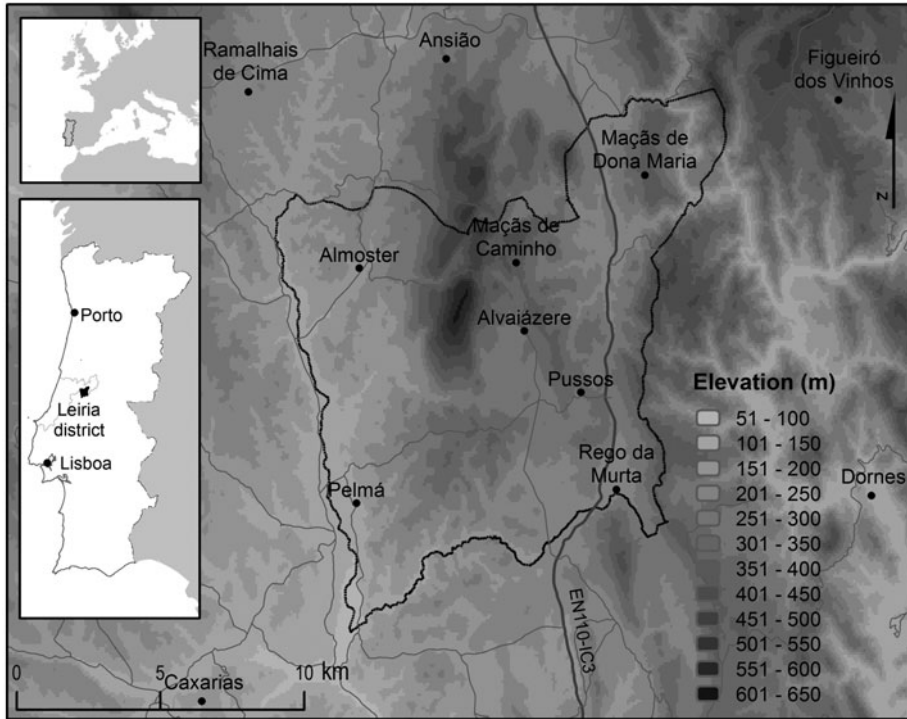 Ramalhais
de Cima
Ansião
Figueiró
dos Vinhos
Maçãs de
Dona Maria
N
Maçãs de
Caminho
Almoster
Alvaiázere
Porto
Pussos
Leiria
district
Lisboa
Rego da
Murta
Pelmá
Dornes
Elevation (m)
51 - 100
101 - 150
151 - 200
201 - 250
251 - 300
301 - 350
351 - 400
401 - 450
451 - 500
501 - 550
551 - 600
601 - 650
EN110-IC3
0 5 10 km
Caxarias